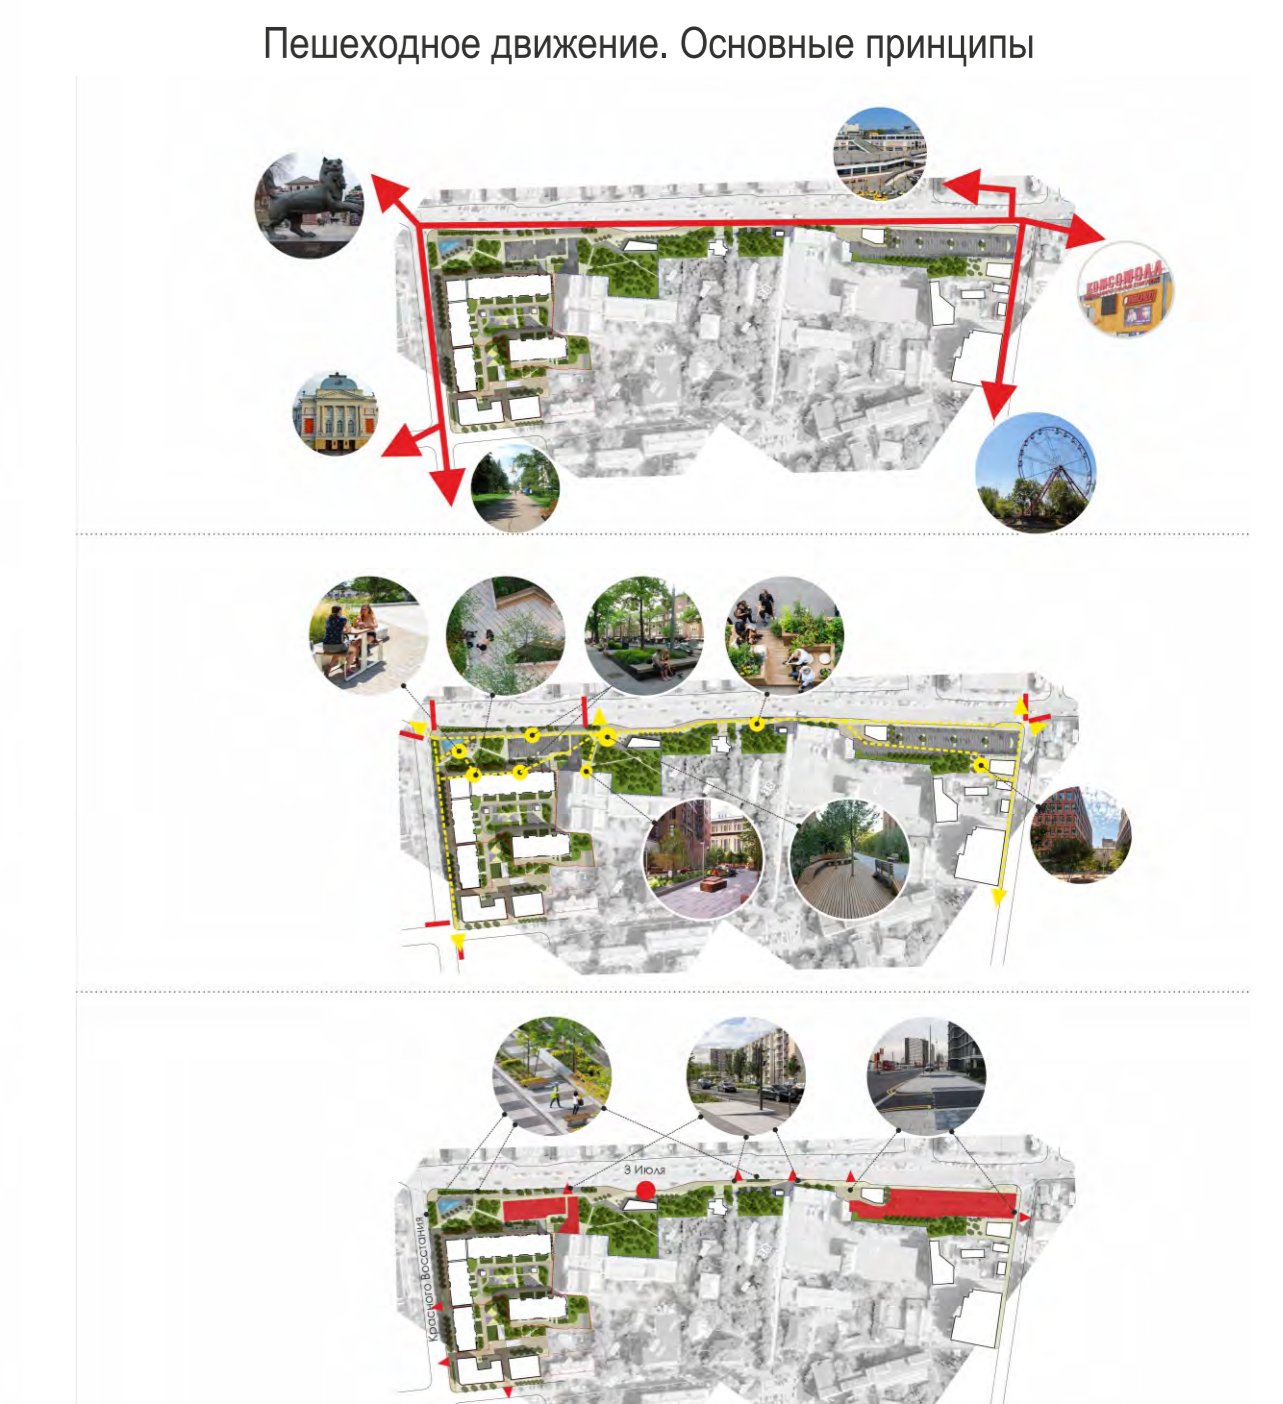 Пешеходное движение. Основные принципы
КОМСОМОЛЛ
3 Июля
Красного Восстания